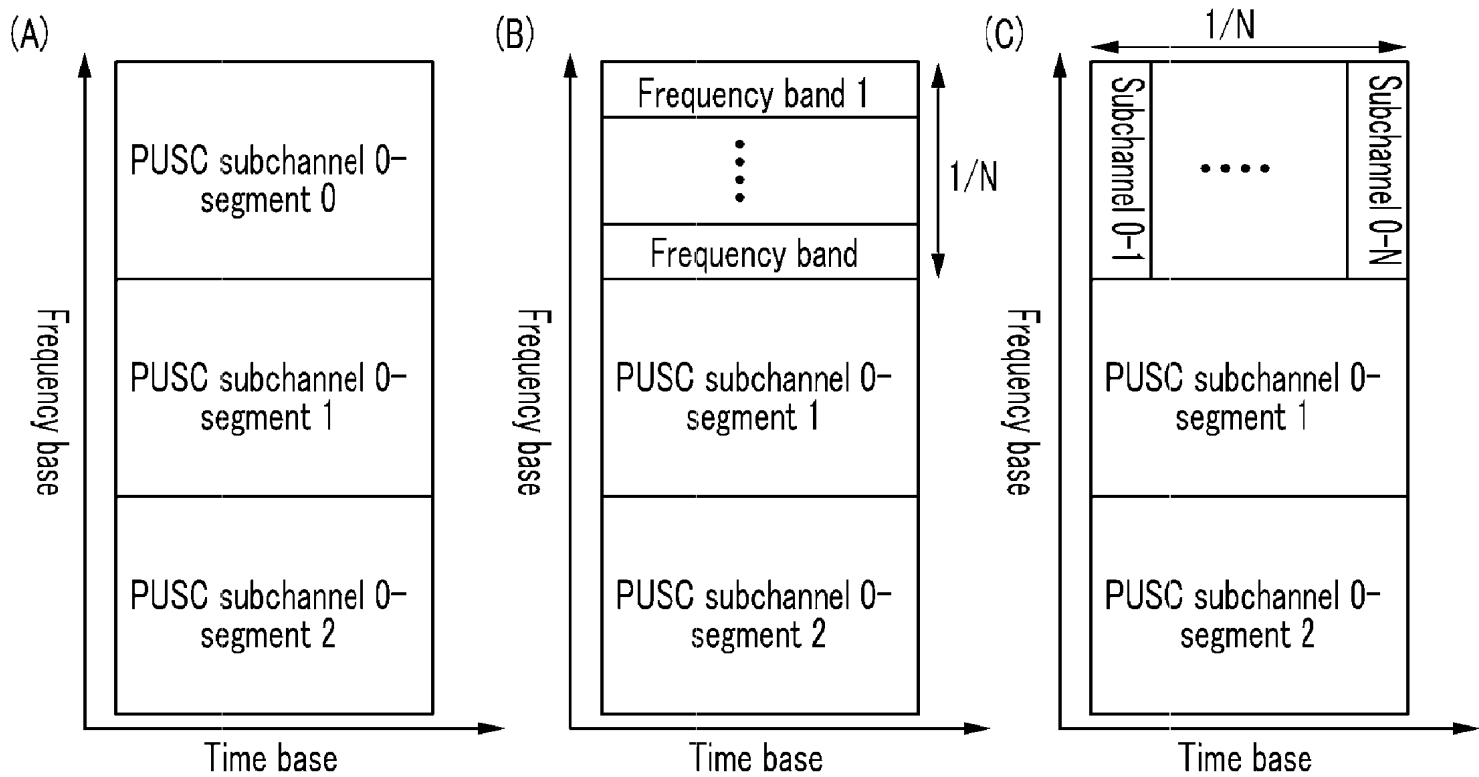 (A)
PUSC subchannel 0-
segment 0
PUSC subchannel 0-
segment 1
PUSC subchannel 0-
segment 2
Frequency base
Time base
(B)
Frequency band 1
Frequency band
1/N
PUSC subchannel 0-
segment 1
PUSC subchannel 0-
segment 2
Frequency base
Time base
(C)
1/N
Subchannel 0-1
Subchannel 0-N
PUSC subchannel 0-
segment 1
PUSC subchannel 0-
segment 2
Frequency base
Time base